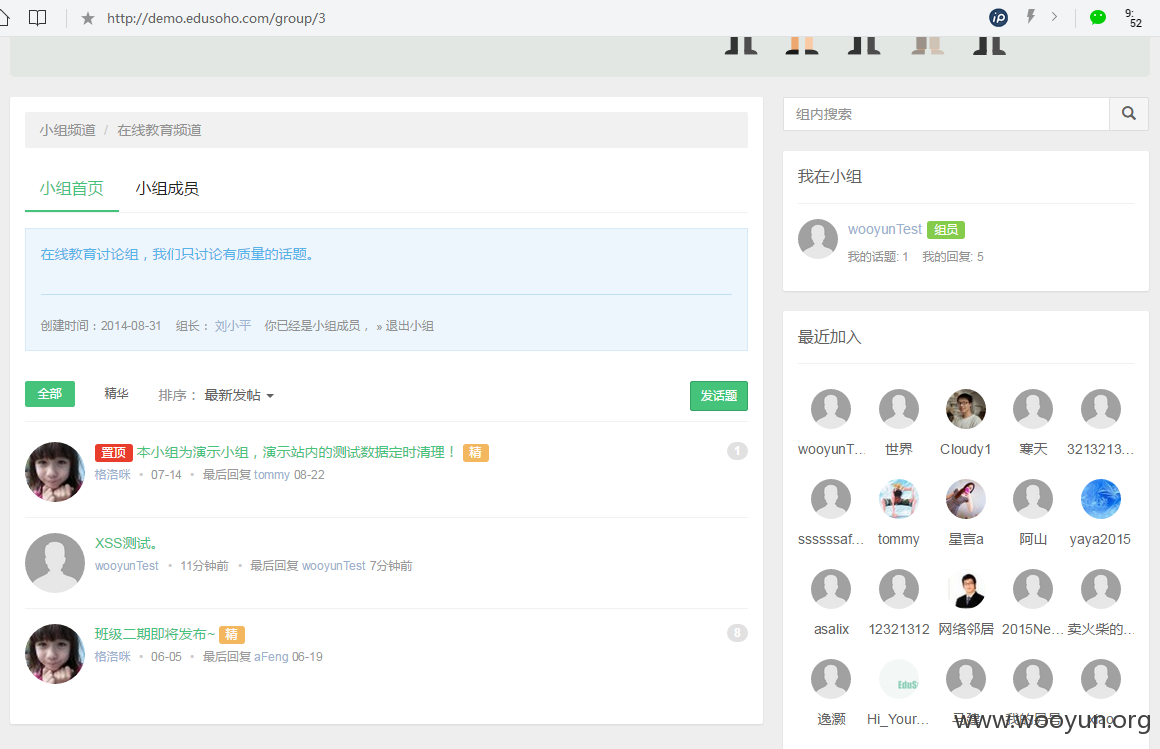 http://demo.edusoho.com/group/3
9:
52
小组频道 / 在线教育频道
小组首页 小组成员
在线教育讨论组，我们只讨论有质量的话题。
创建时间：2014-08-31 组长： 刘小平 你已经是小组成员， » 退出小组
全部 精华 排序： 最新发帖 发话题
置顶 本小组为演示小组，演示站内的测试数据定时清理！ 精 1
格洛咪 • 07-14 • 最后回复 tommy 08-22
XSS测试。
wooyunTest • 11分钟前 • 最后回复 wooyunTest 7分钟前
班级二期即将发布~ 精 8
格洛咪 • 06-05 • 最后回复 aFeng 06-19
组内搜索
我在小组
wooyunTest 组员
我的话题: 1 我的回复: 5
最近加入
wooyunT... 世界 Cloudy1 寒天 3213213...
ssssssaf... tommy 星言a 阿山 yaya2015
asalix 12321312 网络邻居 2015Ne... 卖火柴的...
EduS
逸灏 Hi_Your... 马建 我的另号 xiao
www.wooyun.org